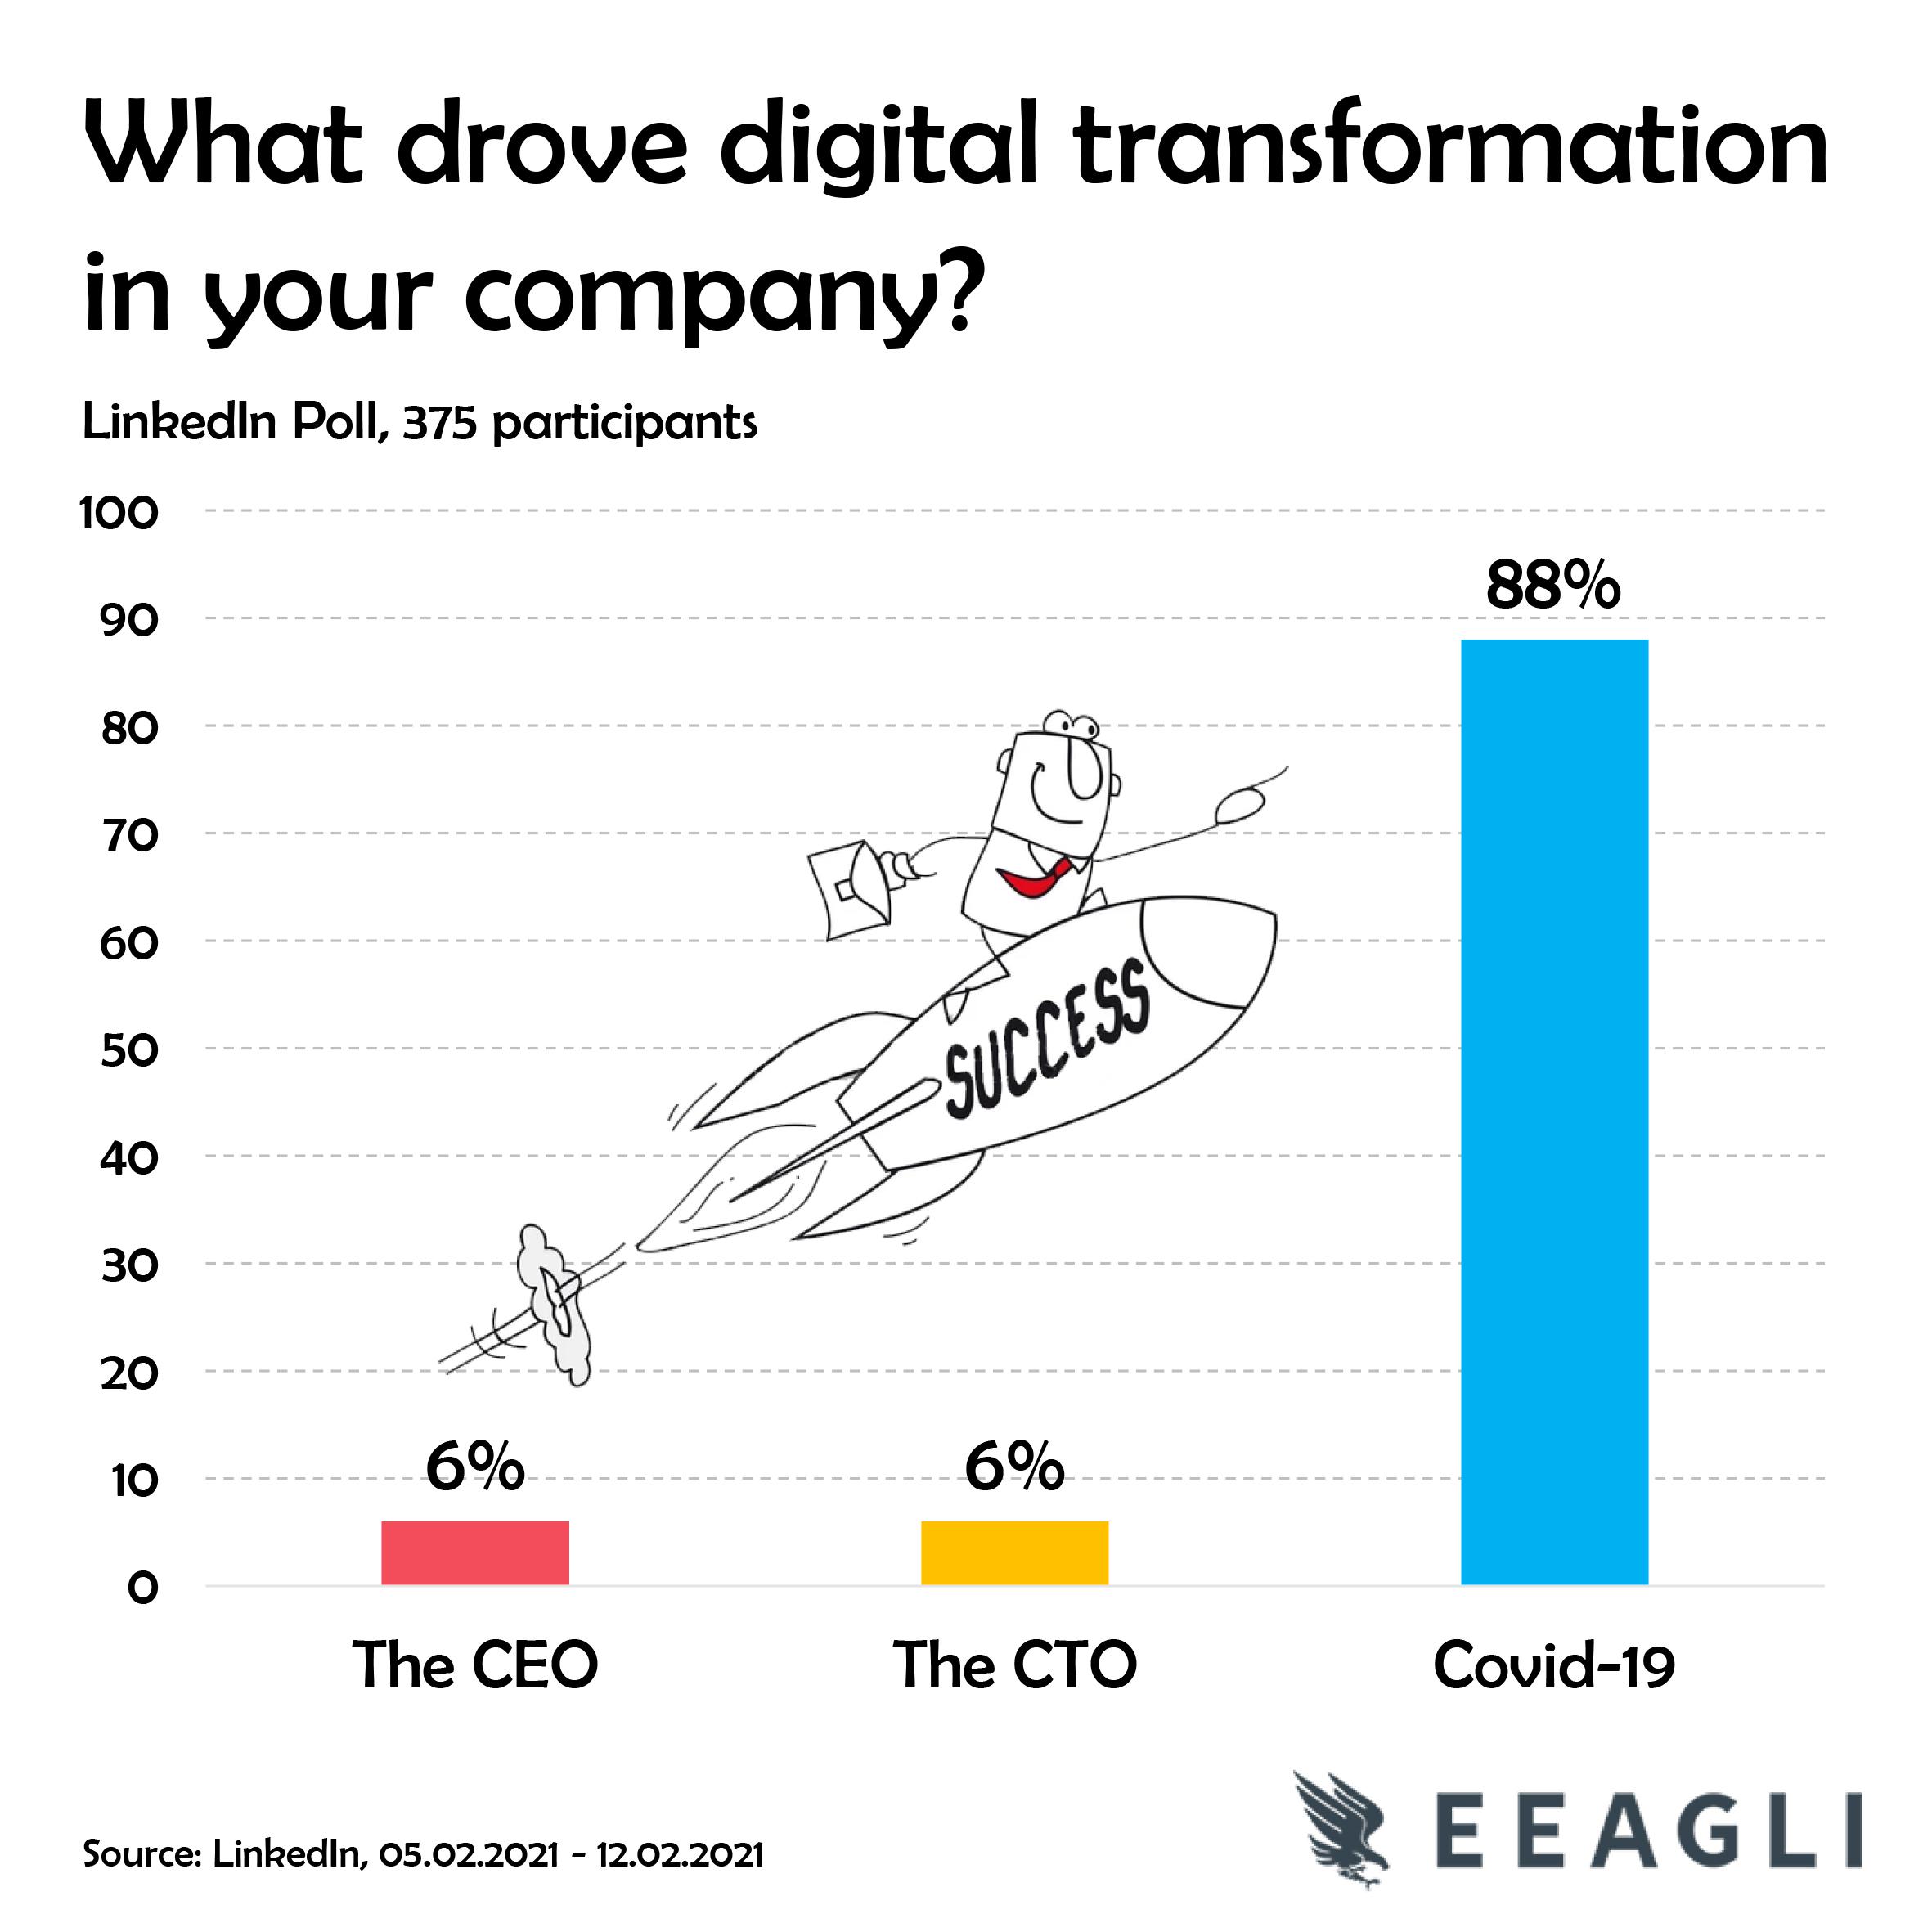 What drove digital transformation
in your company?
LinkedIn Poll, 375 participants
100
90
88%
80
70
60
50
SUCCESS
40
30
20
10
6%
6%
0
The CEO
The CTO
Covid-19
Source: LinkedIn, 05.02.2021 - 12.02.2021
EEAGLI